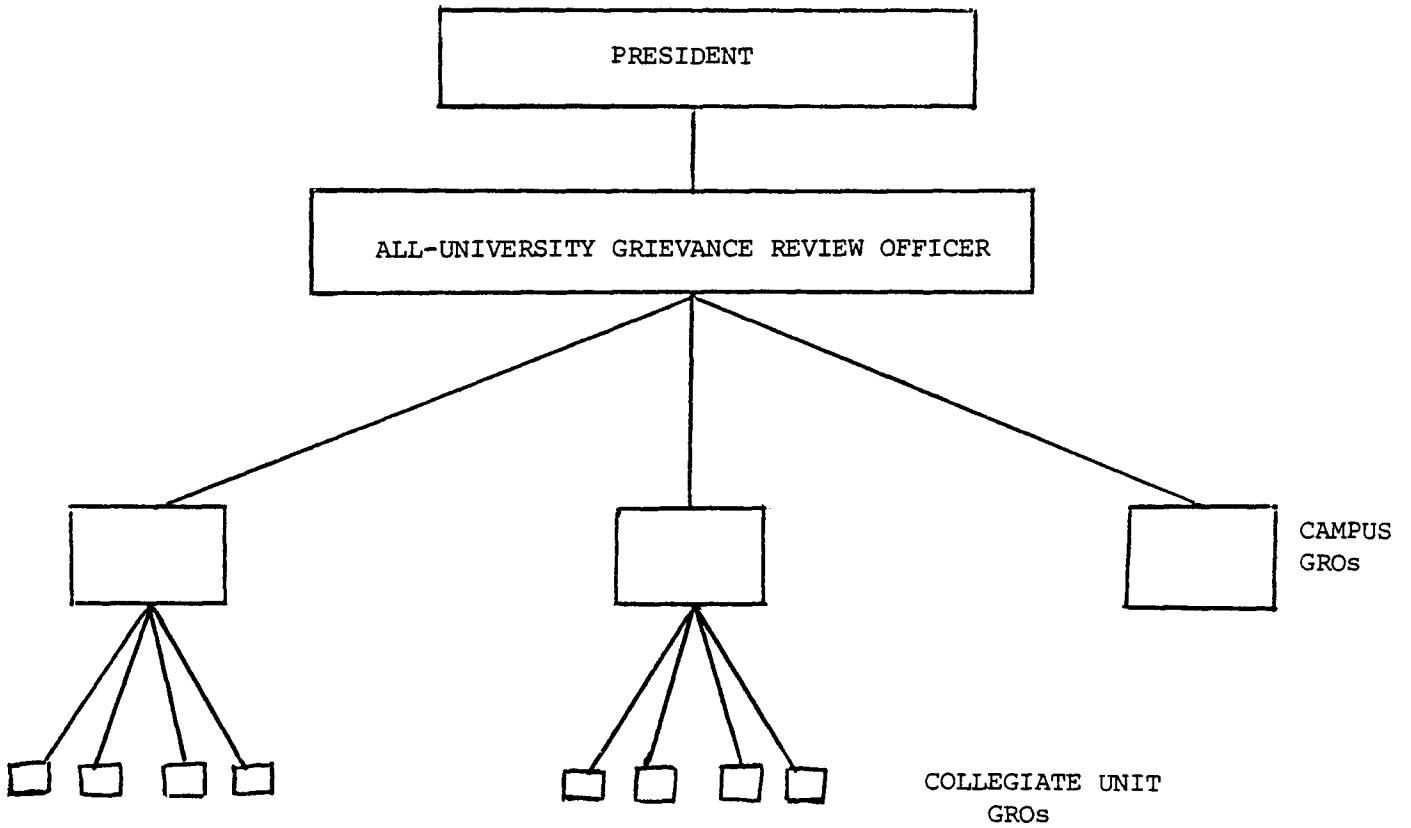 PRESIDENT
ALL-UNIVERSITY GRIEVANCE REVIEW OFFICER
CAMPUS
GROs
COLLEGIATE UNIT
GROs